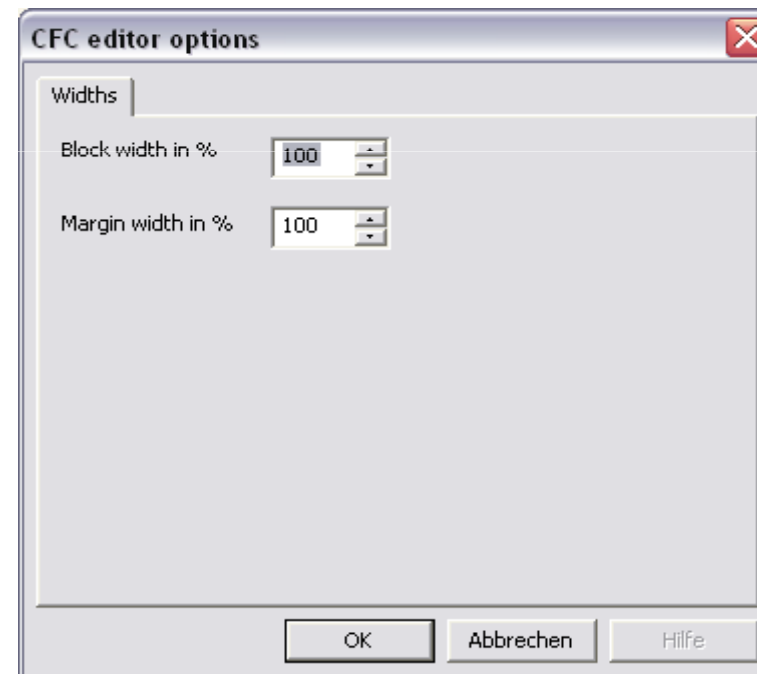 CFC editor options
Widths
Block width in % 100
Margin width in % 100
OK Abbrechen Hilfe